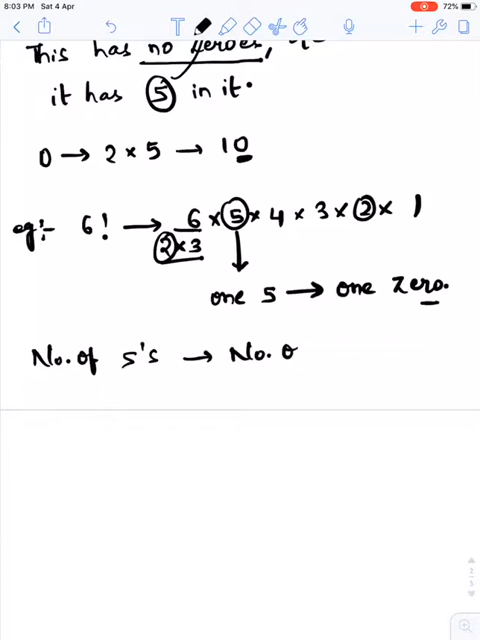 8:03 PM Sat 4 Apr 72%
This has no zeroes,
it has 5 in it.
0 → 2 × 5 → 10
eg:- 6! → 6 × 5 × 4 × 3 × 2 × 1
2 × 3
one 5 → one zero.
No. of 5's → No. o
2
5